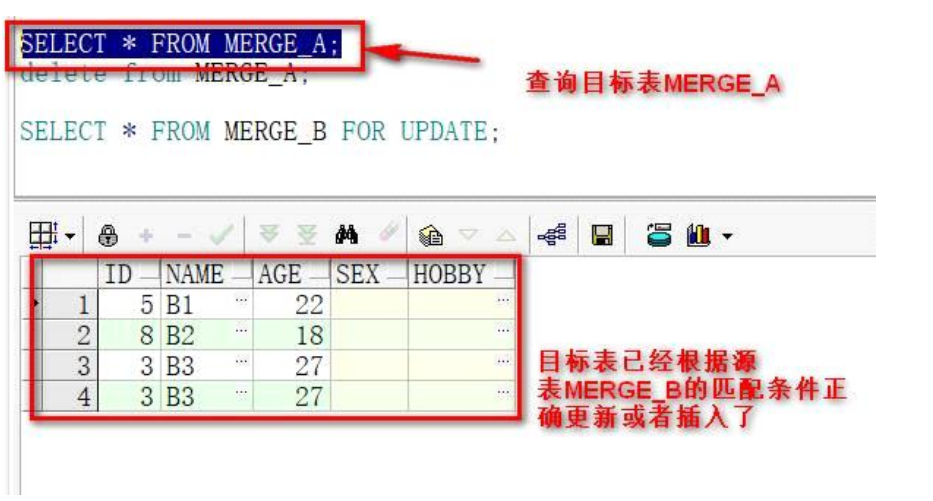 SELECT * FROM MERGE_A;
delete from MERGE_A;
查询目标表MERGE_A
SELECT * FROM MERGE_B FOR UPDATE;
ID NAME AGE SEX HOBBY
1 5 B1 ... 22 ...
2 8 B2 ... 18 ...
3 3 B3 ... 27 ...
4 3 B3 ... 27 ...
目标表已经根据源
表MERGE_B的匹配条件正
确更新或者插入了